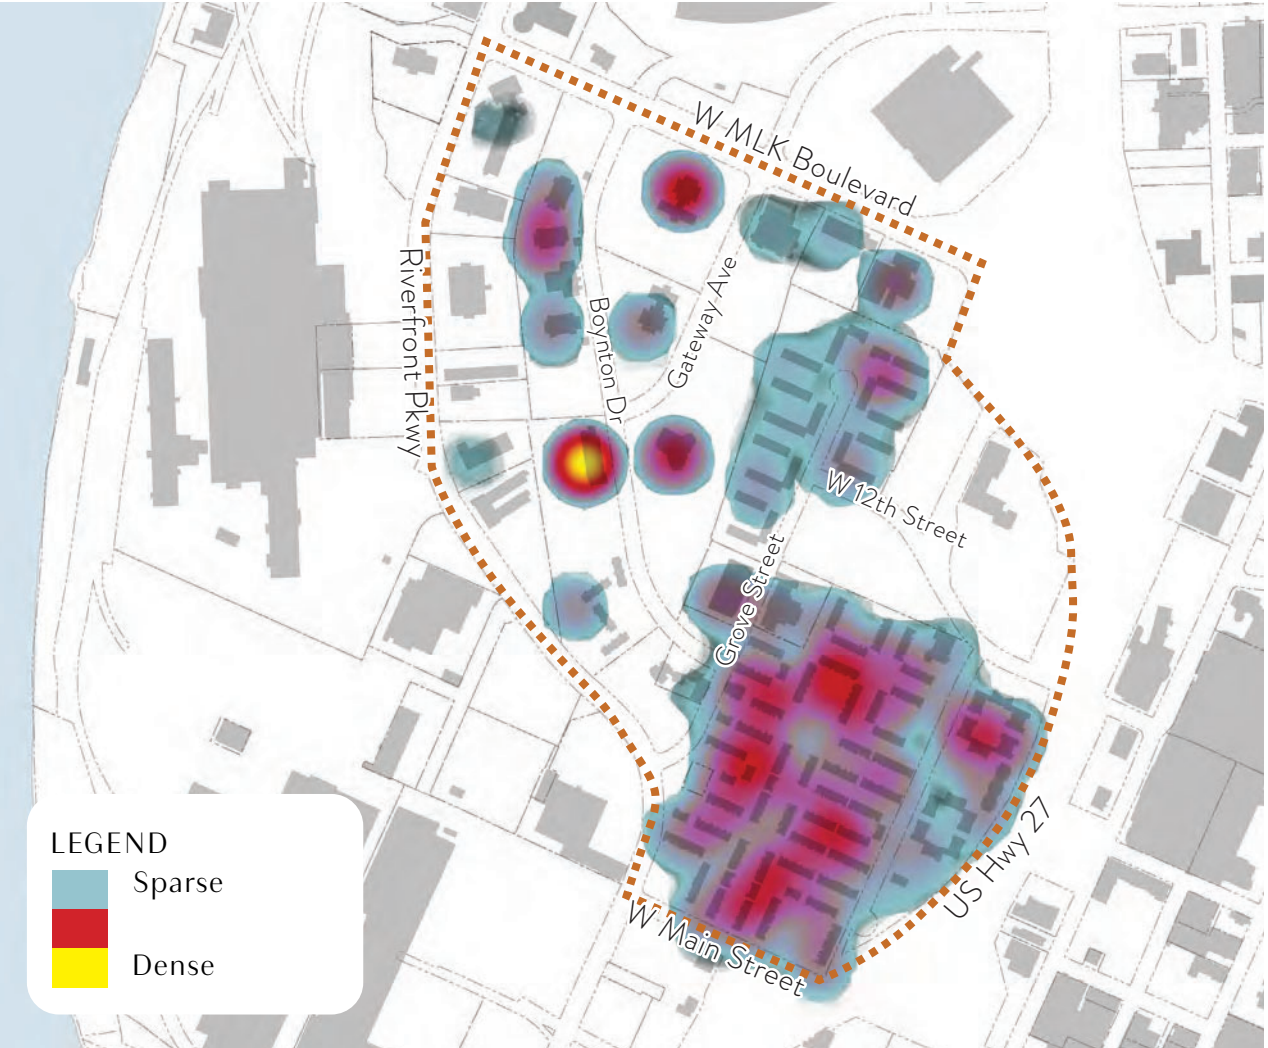 W MLK Boulevard
Riverfront Pkwy
Boynton Dr
Gateway Ave
W 12th Street
Grove Street
US Hwy 27
W Main Street
LEGEND
Sparse
Dense